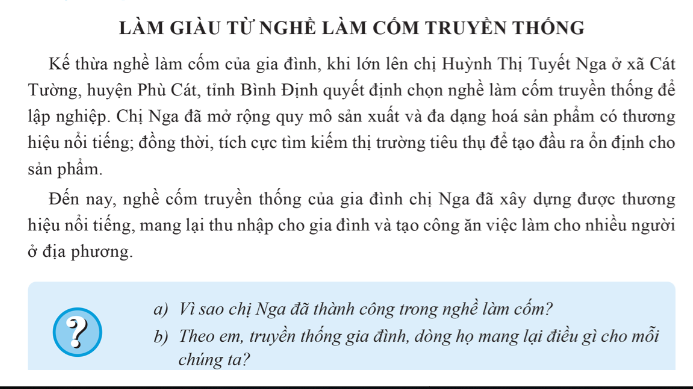 LÀM GIÀU TỪ NGHỀ LÀM CỐM TRUYỀN THỐNG
Kế thừa nghề làm cốm của gia đình, khi lớn lên chị Huỳnh Thị Tuyết Nga ở xã Cát
Tường, huyện Phù Cát, tỉnh Bình Định quyết định chọn nghề làm cốm truyền thống để
lập nghiệp. Chị Nga đã mở rộng quy mô sản xuất và đa dạng hoá sản phẩm có thương
hiệu nổi tiếng; đồng thời, tích cực tìm kiếm thị trường tiêu thụ để tạo đầu ra ổn định cho
sản phẩm.
Đến nay, nghề cốm truyền thống của gia đình chị Nga đã xây dựng được thương
hiệu nổi tiếng, mang lại thu nhập cho gia đình và tạo công ăn việc làm cho nhiều người
ở địa phương.
?
a) Vì sao chị Nga đã thành công trong nghề làm cốm?
b) Theo em, truyền thống gia đình, dòng họ mang lại điều gì cho mỗi
chúng ta?